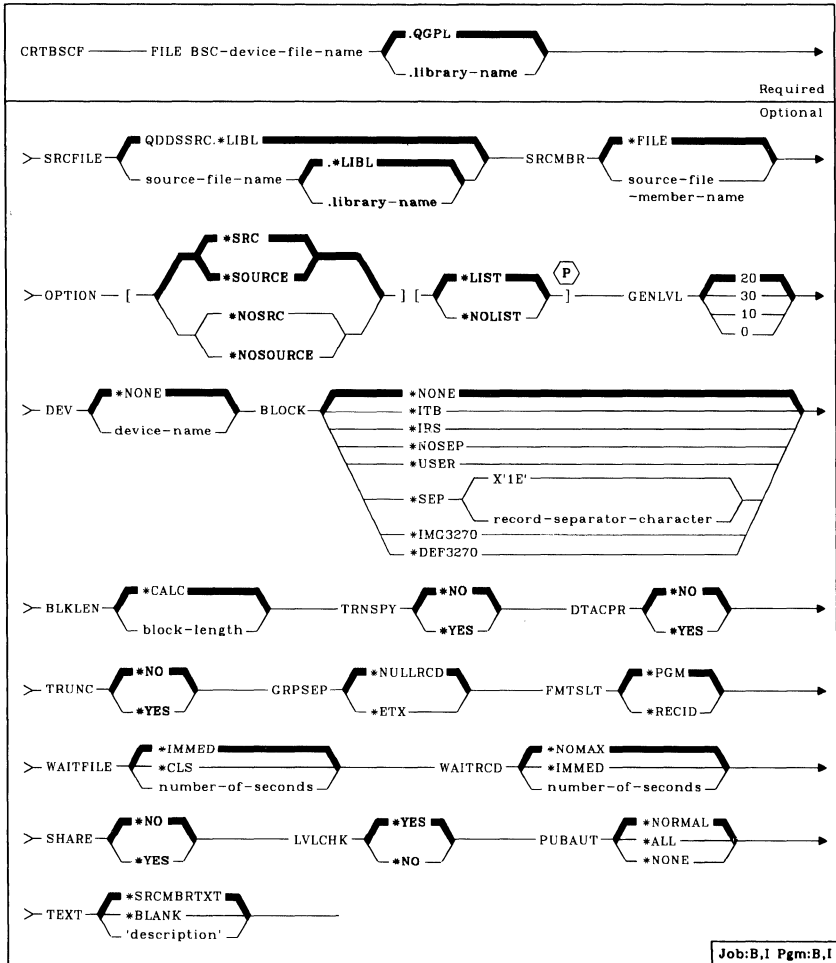 .QGPL
CRTBSCF FILE BSC-device-file-name
.library-name
Required
Optional
QDDSSRC.*LIBL *FILE
SRCFILE .*LIBL SRCMBR
source-file-name source-file
.library-name -member-name
*SRC
*SOURCE *LIST P 20
OPTION [ ] [ ] GENLVL 30
*NOSRC *NOLIST 10
*NOSOURCE 0
*NONE *NONE
DEV BLOCK *ITB
device-name *IRS
*NOSEP
*USER
X'1E'
*SEP
record-separator-character
*IMG3270
*DEF3270
*CALC *NO *NO
BLKLEN TRNSPY DTACPR
block-length *YES *YES
*NO *NULLRCD *PGM
TRUNC GRPSEP FMTSLT
*YES *ETX *RECID
*IMMED *NOMAX
WAITFILE *CLS WAITRCD *IMMED
number-of-seconds number-of-seconds
*NO *YES *NORMAL
SHARE LVLCHK PUBAUT *ALL
*YES *NO *NONE
*SRCMBRTXT
TEXT *BLANK
'description'
Job:B,I Pgm:B,I